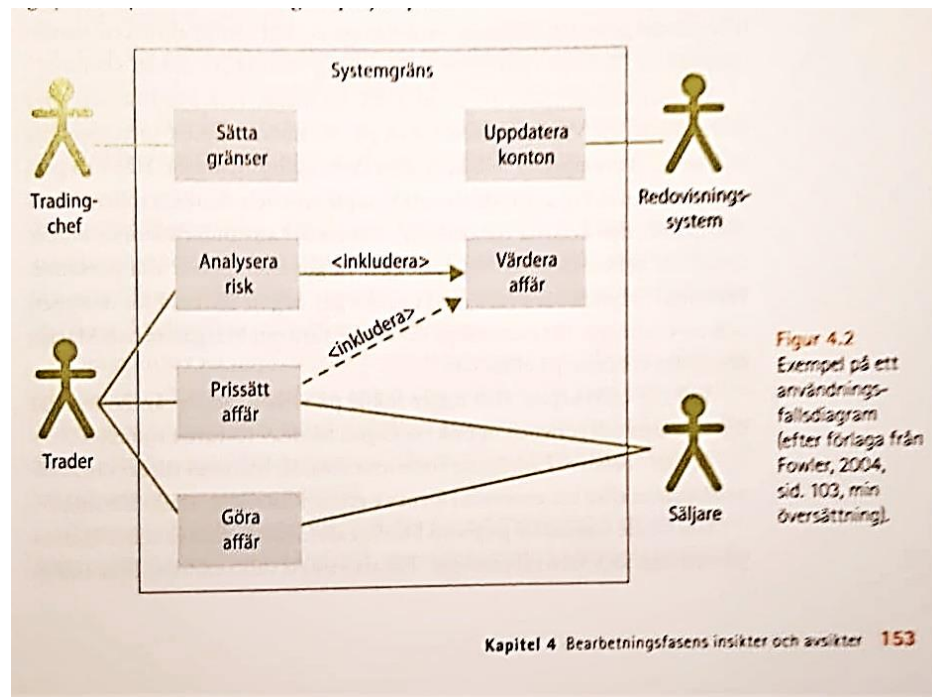 Systemgräns
Sätta
gränser
Uppdatera
konton
Trading-
chef
Redovisnings-
system
Analysera
risk
<inkludera>
Värdera
affär
<inkludera>
Prissätt
affär
Trader
Göra
affär
Säljare
Figur 4.2
Exempel på ett
användnings-
fallsdiagram
(efter förlaga från
Fowler, 2004,
sid. 103, min
översättning).
Kapitel 4 Bearbetningsfasens insikter och avsikter 153